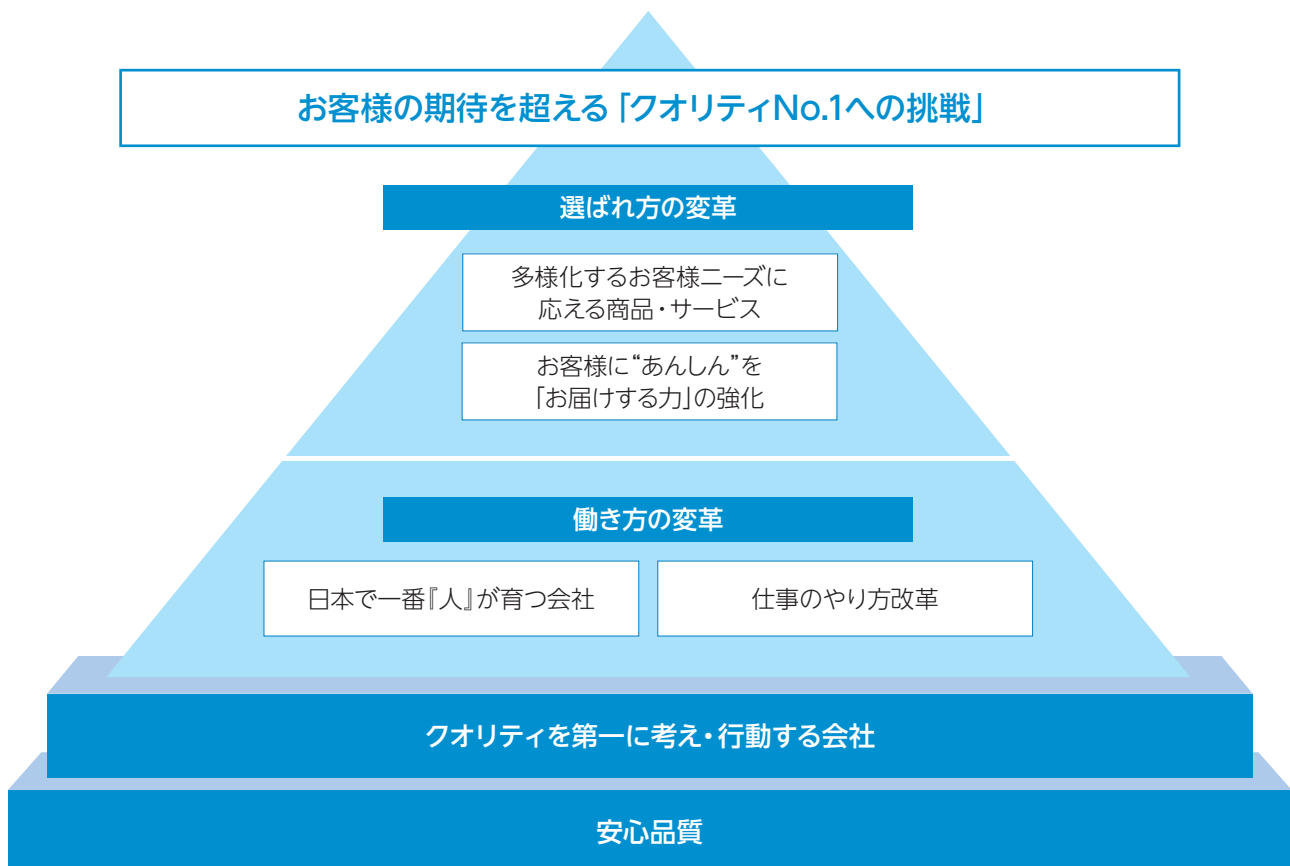 お客様の期待を超える「クオリティNo.1への挑戦」
選ばれ方の変革
多様化するお客様ニーズに
応える商品・サービス
お客様に“あんしん”を
「お届けする力」の強化
働き方の変革
日本で一番『人』が育つ会社
仕事のやり方改革
クオリティを第一に考え・行動する会社
安心品質